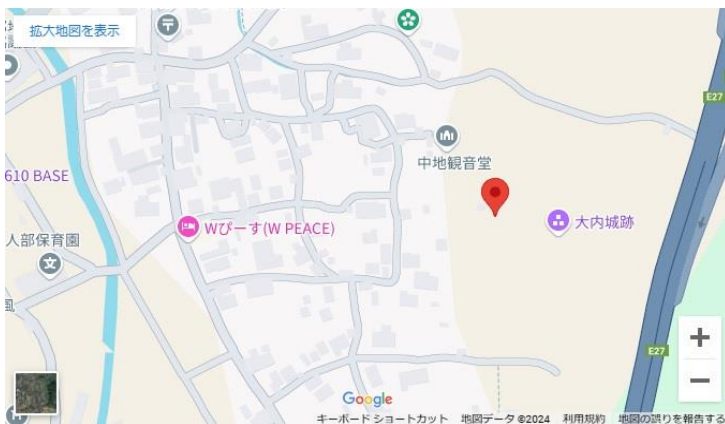 拡大地図を表示
E27
中地観音堂
610 BASE
大内城跡
Wぴーす(W PEACE)
人部保育園
文
E27
+
−
Google
キーボード ショートカット 地図データ ©2024 利用規約 地図の誤りを報告する